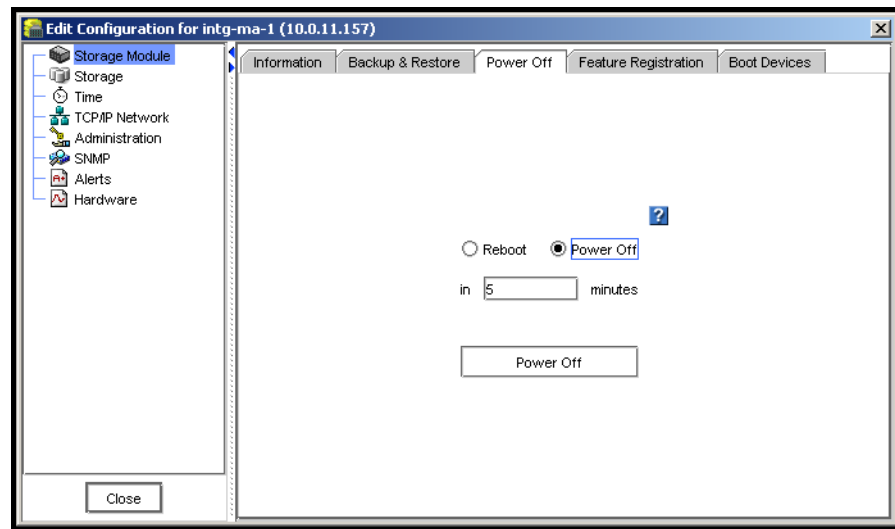 Edit Configuration for intg-ma-1 (10.0.11.157)
Storage Module
Storage
Time
TCP/IP Network
Administration
SNMP
Alerts
Hardware
Close
Information Backup & Restore Power Off Feature Registration Boot Devices
?
Reboot Power Off
in 5 minutes
Power Off